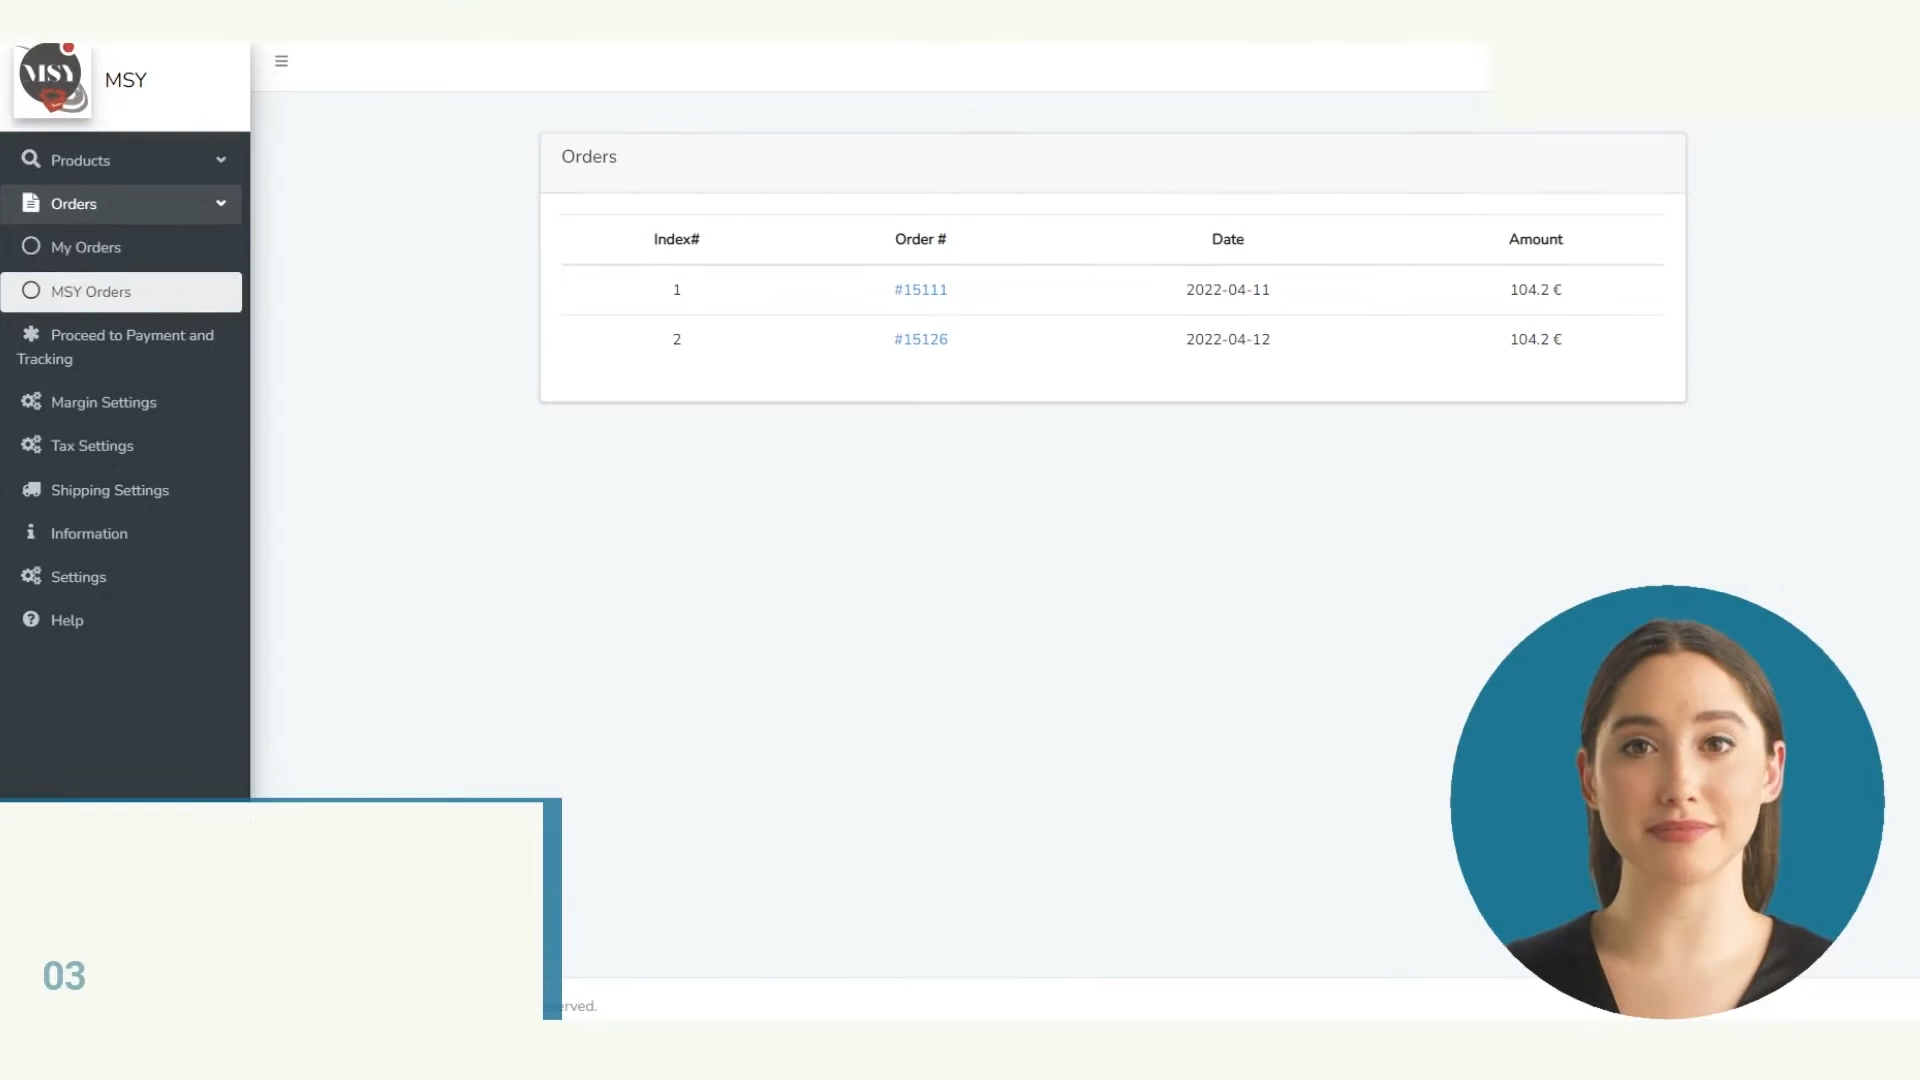 MSY
MSY
Products
Orders
My Orders
MSY Orders
Proceed to Payment and
Tracking
Margin Settings
Tax Settings
Shipping Settings
Information
Settings
Help
Orders
Index# Order # Date Amount
1 #15111 2022-04-11 104.2 €
2 #15126 2022-04-12 104.2 €
03
erved.